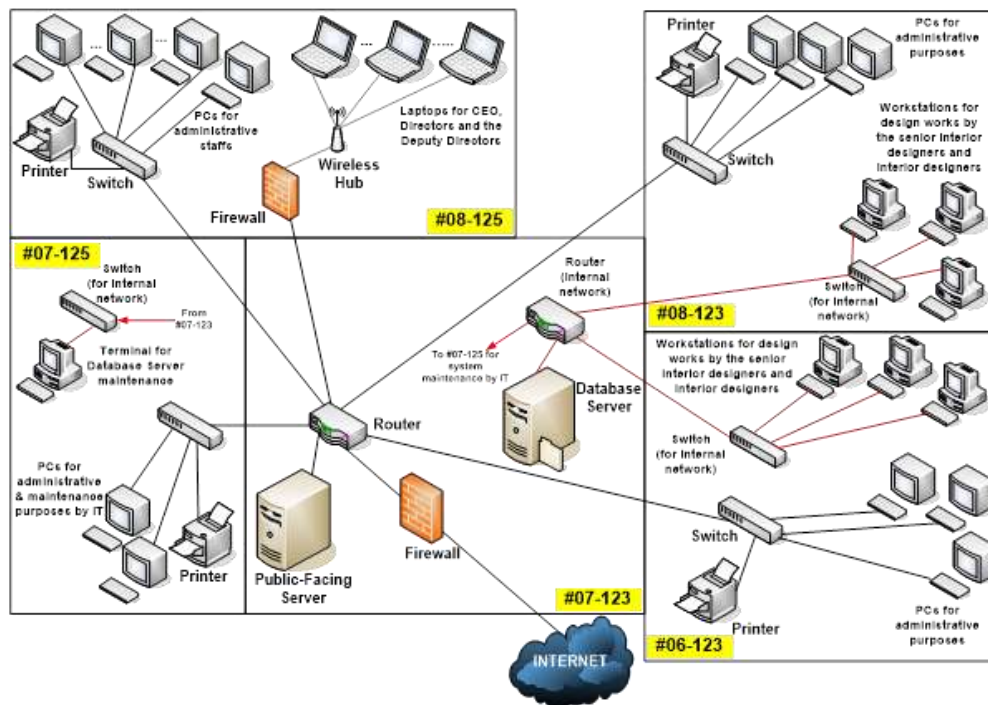 Printer
PCs for
administrative
staffs
Switch
Laptops for CEO,
Directors and the
Deputy Directors
Wireless
Hub
Firewall
#08-125
Printer
PCs for
administrative
purposes
Switch
Workstations for
design works by
the senior interior
designers and
interior designers
Switch
(for internal
network)
#08-123
#07-125
Switch
(for internal
network)
From
#07-123
Terminal for
Database Server
maintenance
PCs for
administrative
& maintenance
purposes by IT
Printer
Router
(internal
network)
To #07-125 for
system
maintenance by IT
Database
Server
Router
Public-Facing
Server
Firewall
#07-123
INTERNET
Workstations for design
works by the senior
interior designers and
interior designers
Switch
(for internal
network)
Switch
Printer
PCs for
administrative
purposes
#06-123